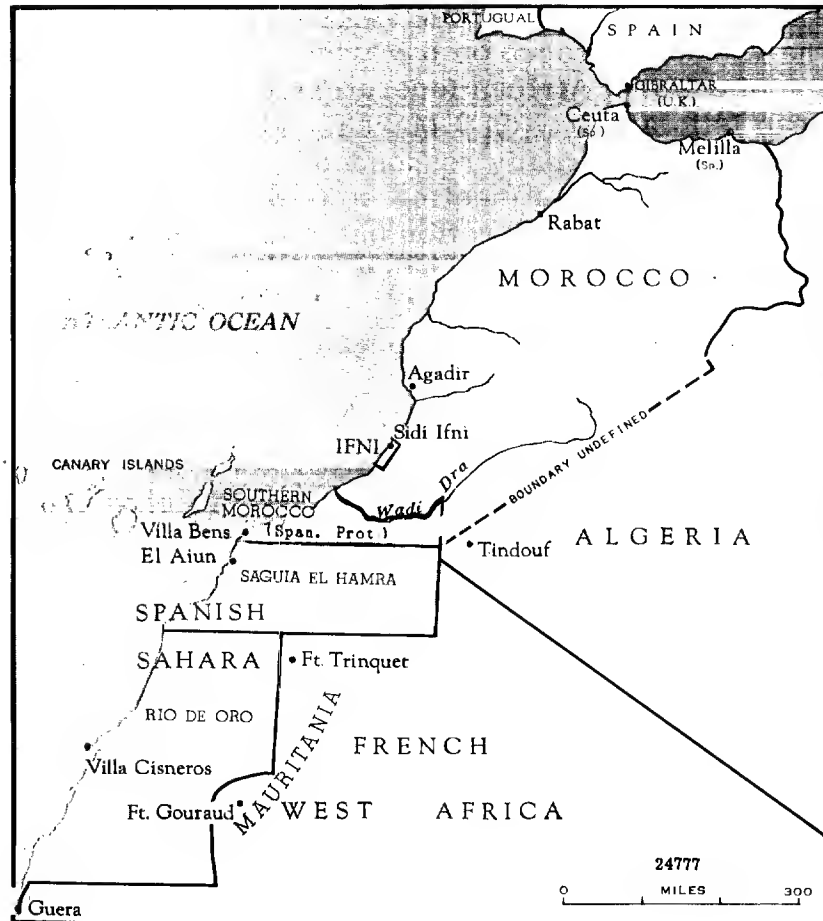 PORTUGUAL
SPAIN
GIBRALTAR
(U.K.)
Ceuta
(Sp.)
Melilla
(Sp.)
Rabat
MOROCCO
ATLANTIC OCEAN
Agadir
Sidi Ifni
IFNI
CANARY ISLANDS
SOUTHERN
MOROCCO
Wadi Dra
BOUNDARY UNDEFINED
Villa Bens
(Span. Prot.)
El Aiun
Tindouf
ALGERIA
SAGUIA EL HAMRA
SPANISH
SAHARA
Ft. Trinquet
RIO DE ORO
MAURITANIA
FRENCH
Villa Cisneros
Ft. Gouraud
WEST AFRICA
24777
0 MILES 300
Guera